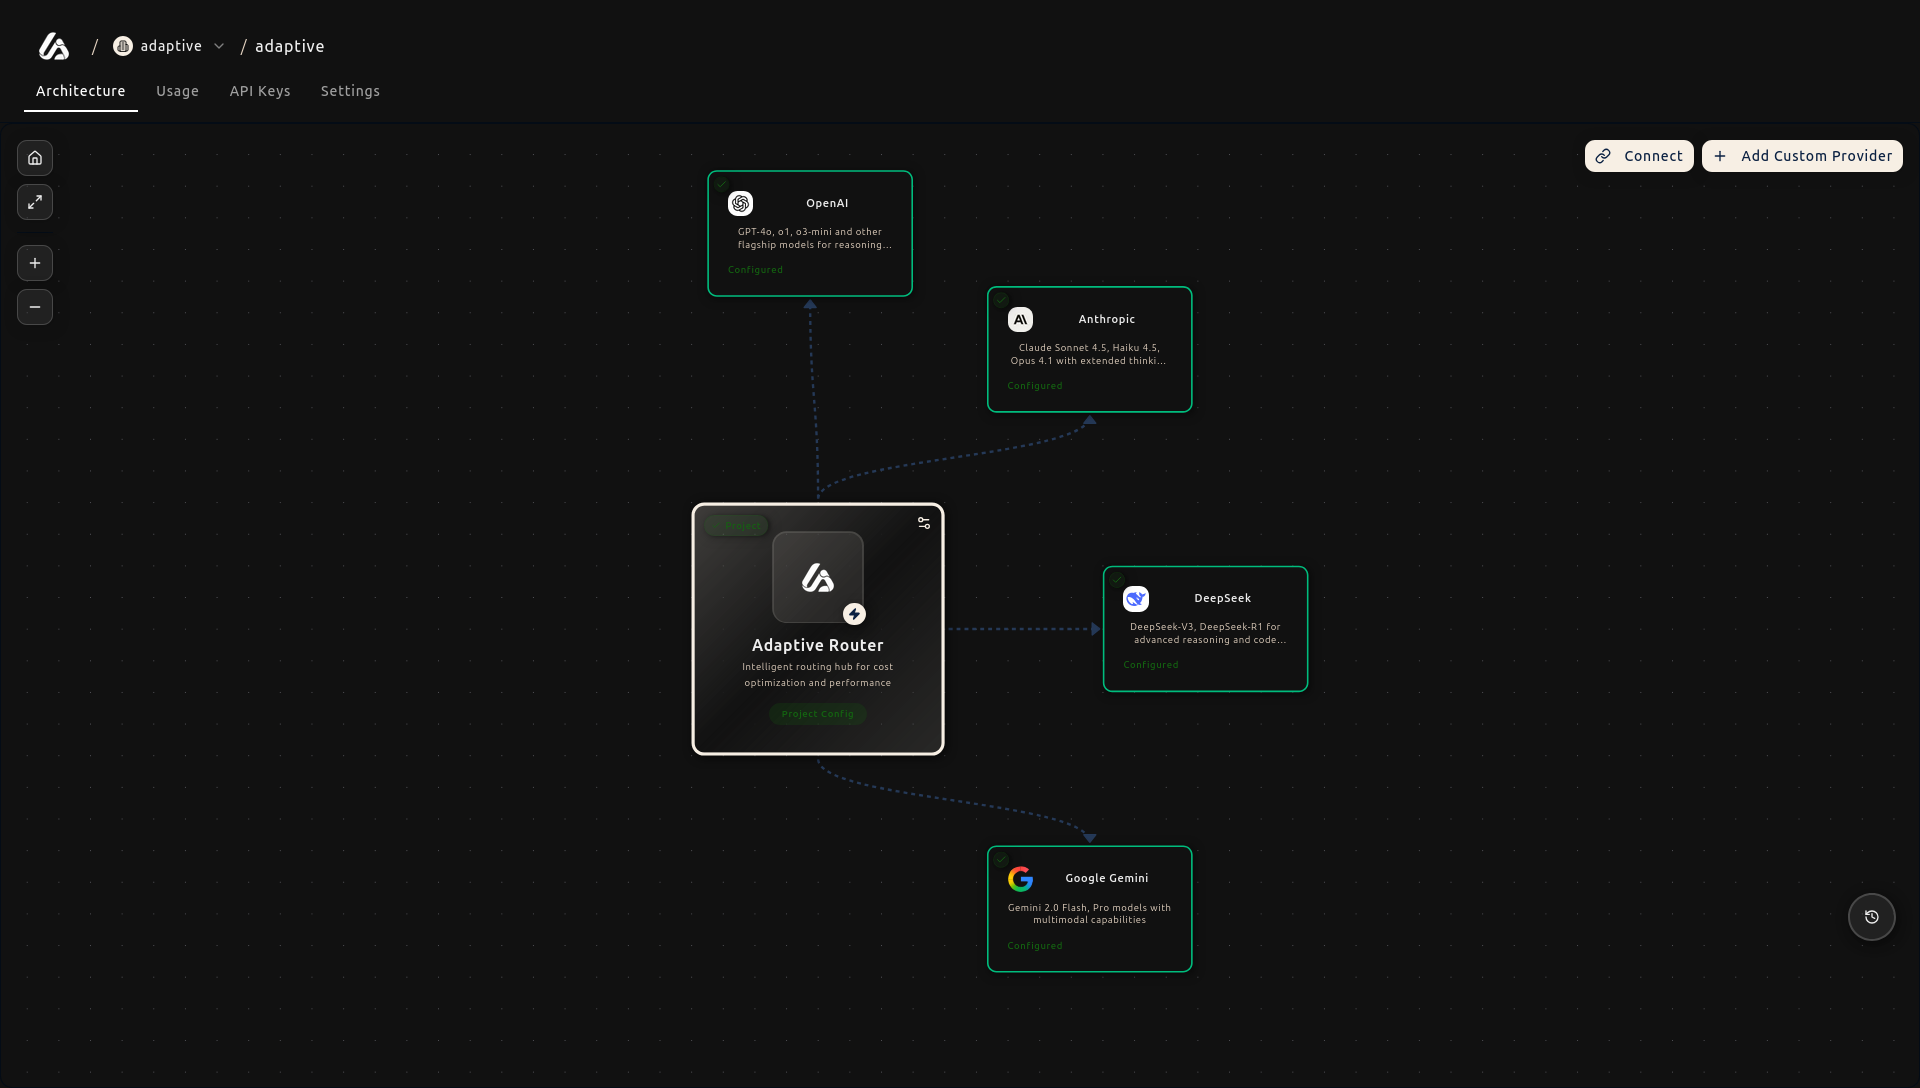 / adaptive / adaptive
Architecture Usage API Keys Settings
Connect
Add Custom Provider
OpenAI
GPT-4o, o1, o3-mini and other
flagship models for reasoning...
Configured
Anthropic
Claude Sonnet 4.5, Haiku 4.5,
Opus 4.1 with extended thinki...
Configured
Project
Adaptive Router
Intelligent routing hub for cost
optimization and performance
Project Config
DeepSeek
DeepSeek-V3, DeepSeek-R1 for
advanced reasoning and code...
Configured
Google Gemini
Gemini 2.0 Flash, Pro models with
multimodal capabilities
Configured